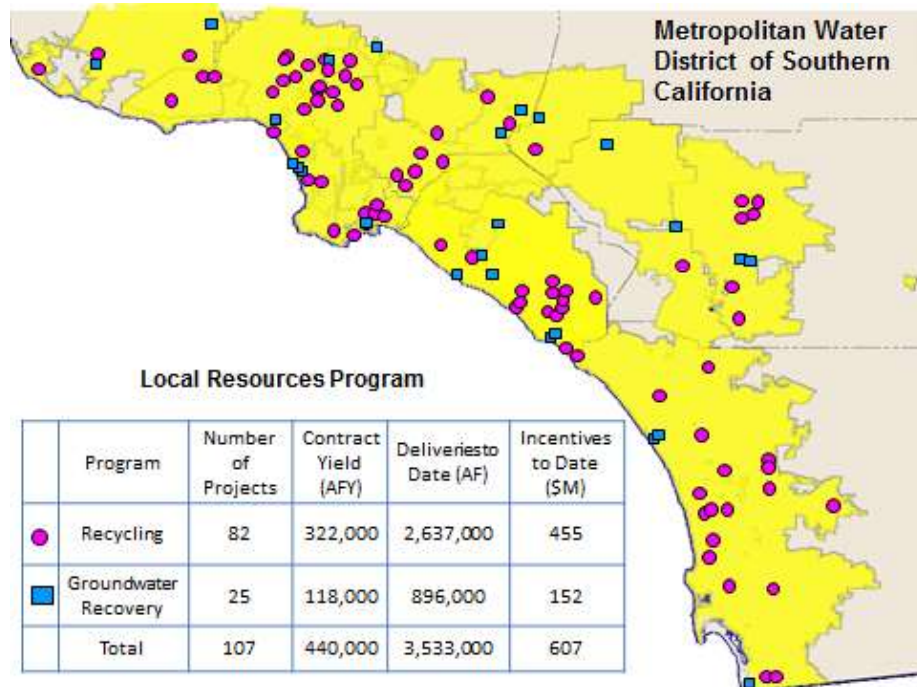 Metropolitan Water
District of Southern
California
Local Resources Program
Program
Number
of
Projects
Contract
Yield
(AFY)
Deliveriesto
Date (AF)
Incentives
to Date
($M)
Recycling 82 322,000 2,637,000 455
Groundwater
Recovery
25 118,000 896,000 152
Total 107 440,000 3,533,000 607